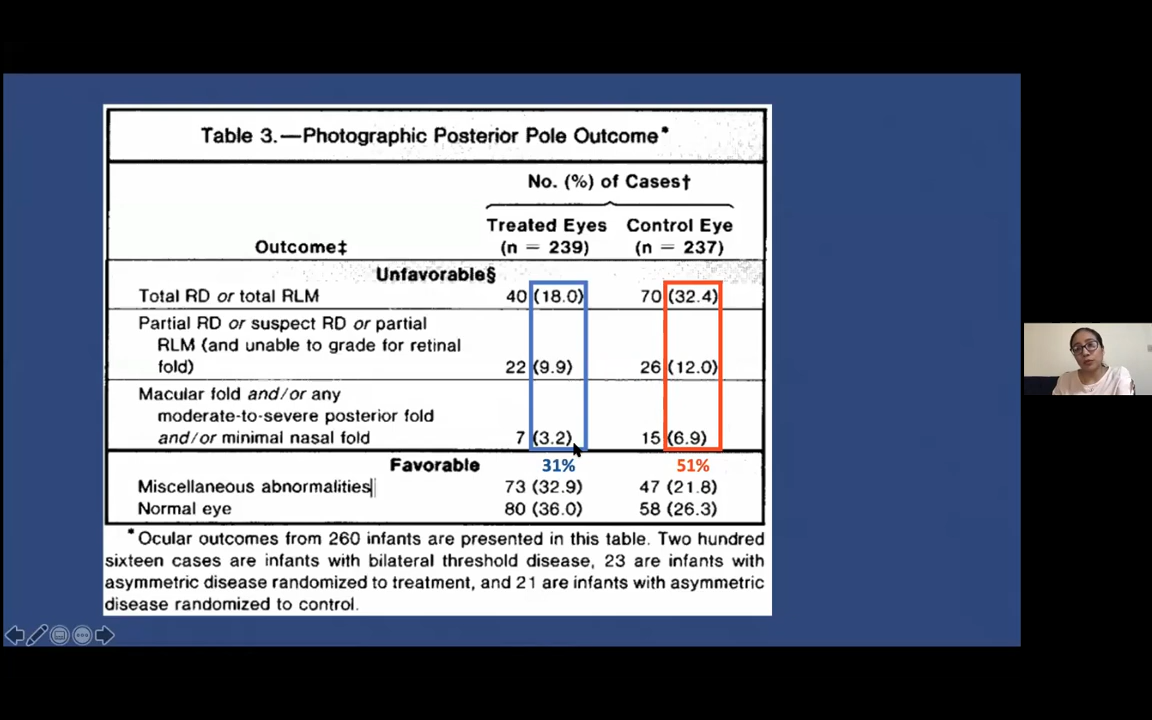 Table 3.—Photographic Posterior Pole Outcome*
No. (%) of Cases†
Treated Eyes Control Eye
Outcome‡ (n = 239) (n = 237)
Unfavorable§
Total RD or total RLM 40 (18.0) 70 (32.4)
Partial RD or suspect RD or partial
RLM (and unable to grade for retinal
fold) 22 (9.9) 26 (12.0)
Macular fold and/or any
moderate-to-severe posterior fold
and/or minimal nasal fold 7 (3.2) 15 (6.9)
Favorable 31% 51%
Miscellaneous abnormalities‖ 73 (32.9) 47 (21.8)
Normal eye 80 (36.0) 58 (26.3)
*Ocular outcomes from 260 infants are presented in this table. Two hundred
sixteen cases are infants with bilateral threshold disease, 23 are infants with
asymmetric disease randomized to treatment, and 21 are infants with asymmetric
disease randomized to control.